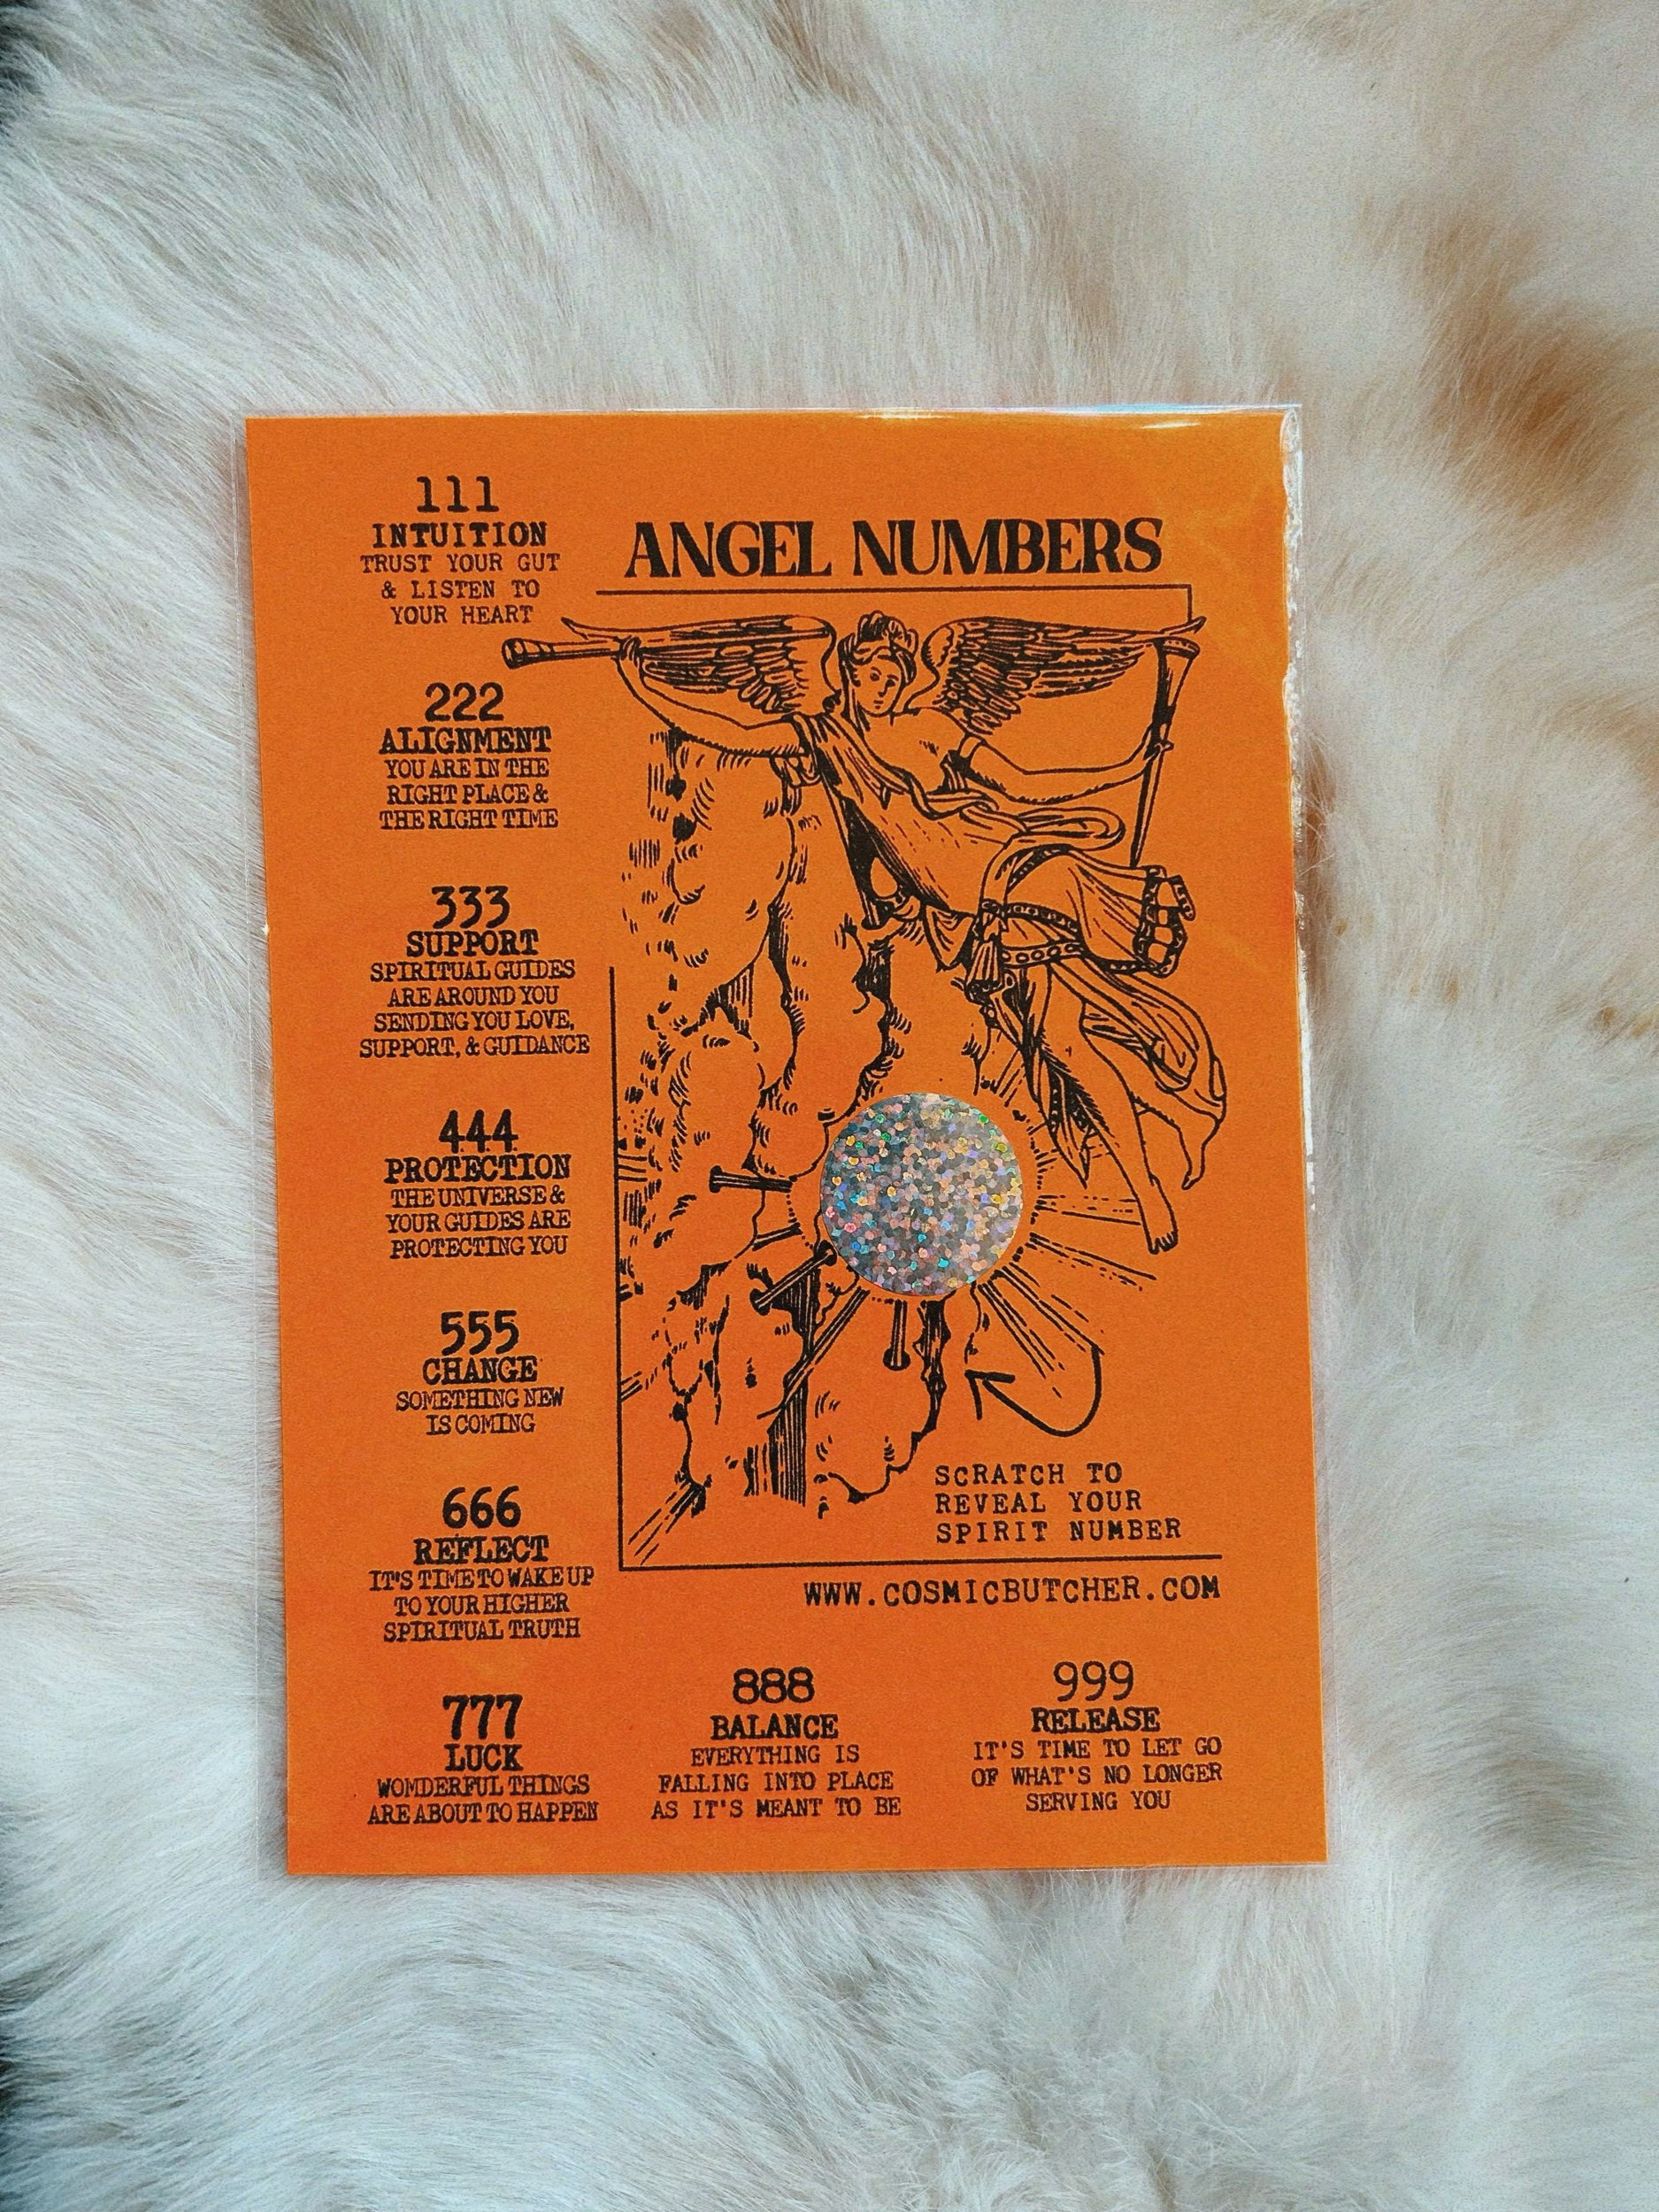 111
INTUITION
TRUST YOUR GUT
& LISTEN TO
YOUR HEART
222
ALIGNMENT
YOU ARE IN THE
RIGHT PLACE &
THE RIGHT TIME
333
SUPPORT
SPIRITUAL GUIDES
ARE AROUND YOU
SENDING YOU LOVE,
SUPPORT, & GUIDANCE
444
PROTECTION
THE UNIVERSE &
YOUR GUIDES ARE
PROTECTING YOU
555
CHANGE
SOMETHING NEW
IS COMING
666
REFLECT
IT'S TIME TO WAKE UP
TO YOUR HIGHER
SPIRITUAL TRUTH
777
LUCK
WONDERFUL THINGS
ARE ABOUT TO HAPPEN
ANGEL NUMBERS
SCRATCH TO
REVEAL YOUR
SPIRIT NUMBER
WWW.COSMICBUTCHER.COM
888
BALANCE
EVERYTHING IS
FALLING INTO PLACE
AS IT'S MEANT TO BE
999
RELEASE
IT'S TIME TO LET GO
OF WHAT'S NO LONGER
SERVING YOU